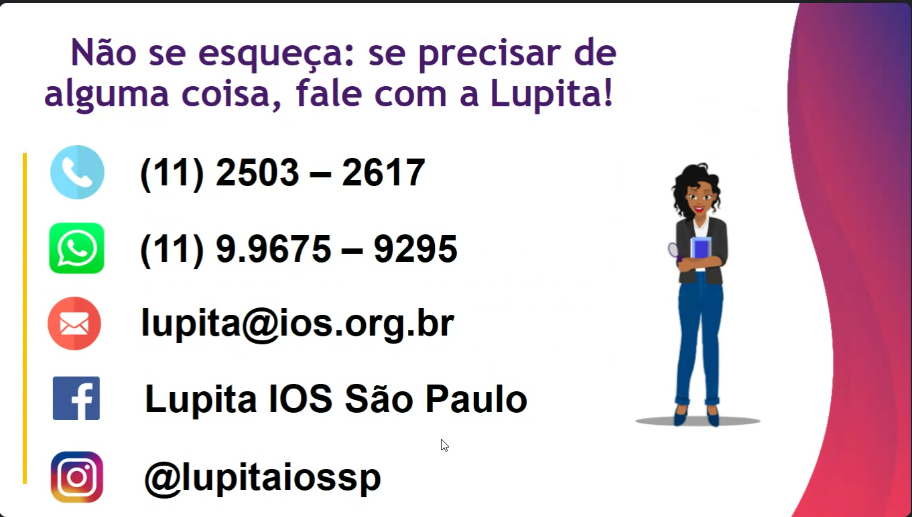 Não se esqueça: se precisar de
alguma coisa, fale com a Lupita!
(11) 2503 – 2617
(11) 9.9675 – 9295
lupita@ios.org.br
Lupita IOS São Paulo
@lupitaiossp